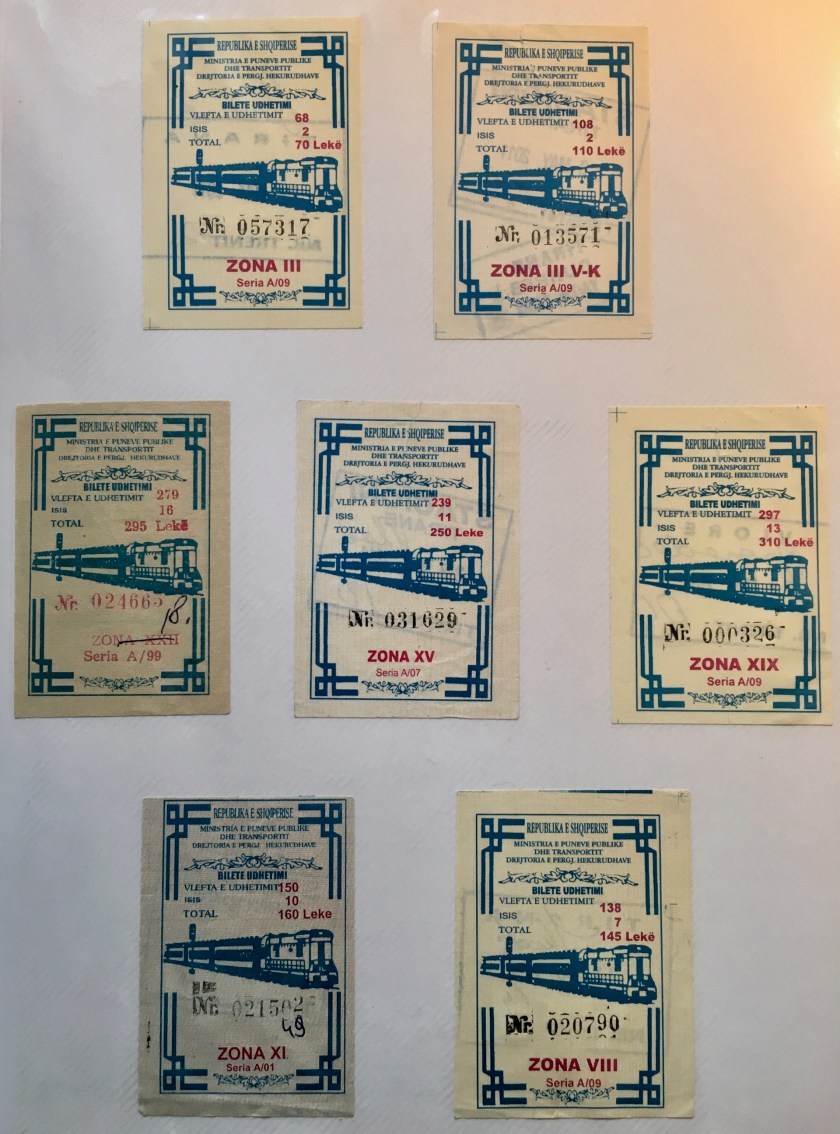 REPUBLIKA E SHQIPERISE
MINISTRIA E PUNEVE PUBLIKE
DHE TRANSPORTIT
DREJTORIA E PERGJ. HEKURUDHAVE
BILETE UDHETIMI
VLEFTA E UDHETIMIT 68
ISIS 2
TOTAL 70 Lekë
Nr. 057317
ZONA III
Seria A/09
REPUBLIKA E SHQIPERISE
MINISTRIA E PUNEVE PUBLIKE
DHE TRANSPORTIT
DREJTORIA E PERGJ. HEKURUDHAVE
BILETE UDHETIMI
VLEFTA E UDHETIMIT 108
ISIS 2
TOTAL 110 Lekë
Nr. 013571
ZONA III V-K
Seria A/09
REPUBLIKA E SHQIPERISE
MINISTRIA E PUNEVE PUBLIKE
DHE TRANSPORTIT
DREJTORIA E PERGJ. HEKURUDHAVE
BILETE UDHETIMI
VLEFTA E UDHETIMIT 279
ISIS 16
TOTAL 295 Lekë
Nr. 024665
18.
ZONA XXII
Seria A/99
REPUBLIKA E SHQIPERISE
MINISTRIA E PUNEVE PUBLIKE
DHE TRANSPORTIT
DREJTORIA E PERGJ. HEKURUDHAVE
BILETE UDHETIMI
VLEFTA E UDHETIMIT 239
ISIS 11
TOTAL 250 Leke
Nr. 031629
ZONA XV
Seria A/07
REPUBLIKA E SHQIPERISE
MINISTRIA E PUNEVE PUBLIKE
DHE TRANSPORTIT
DREJTORIA E PERGJ. HEKURUDHAVE
BILETE UDHETIMI
VLEFTA E UDHETIMIT 297
ISIS 13
TOTAL 310 Lekë
Nr. 000326
ZONA XIX
Seria A/09
REPUBLIKA E SHQIPERISE
MINISTRIA E PUNEVE PUBLIKE
DHE TRANSPORTIT
DREJTORIA E PERGJ. HEKURUDHAVE
BILETE UDHETIMI
VLEFTA E UDHETIMIT 150
ISIS 10
TOTAL 160 Leke
Nr. 021502
49
ZONA XI
Seria A/01
REPUBLIKA E SHQIPERISE
MINISTRIA E PUNEVE PUBLIKE
DHE TRANSPORTIT
DREJTORIA E PERGJ. HEKURUDHAVE
BILETE UDHETIMI
VLEFTA E UDHETIMIT 138
ISIS 7
TOTAL 145 Lekë
Nr. 020790
ZONA VIII
Seria A/09